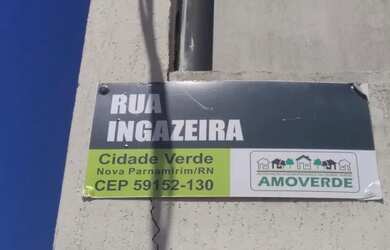 RUA
INGAZEIRA
Cidade Verde
Nova Parnamirim/RN
CEP 59152-130
AMOVERDE